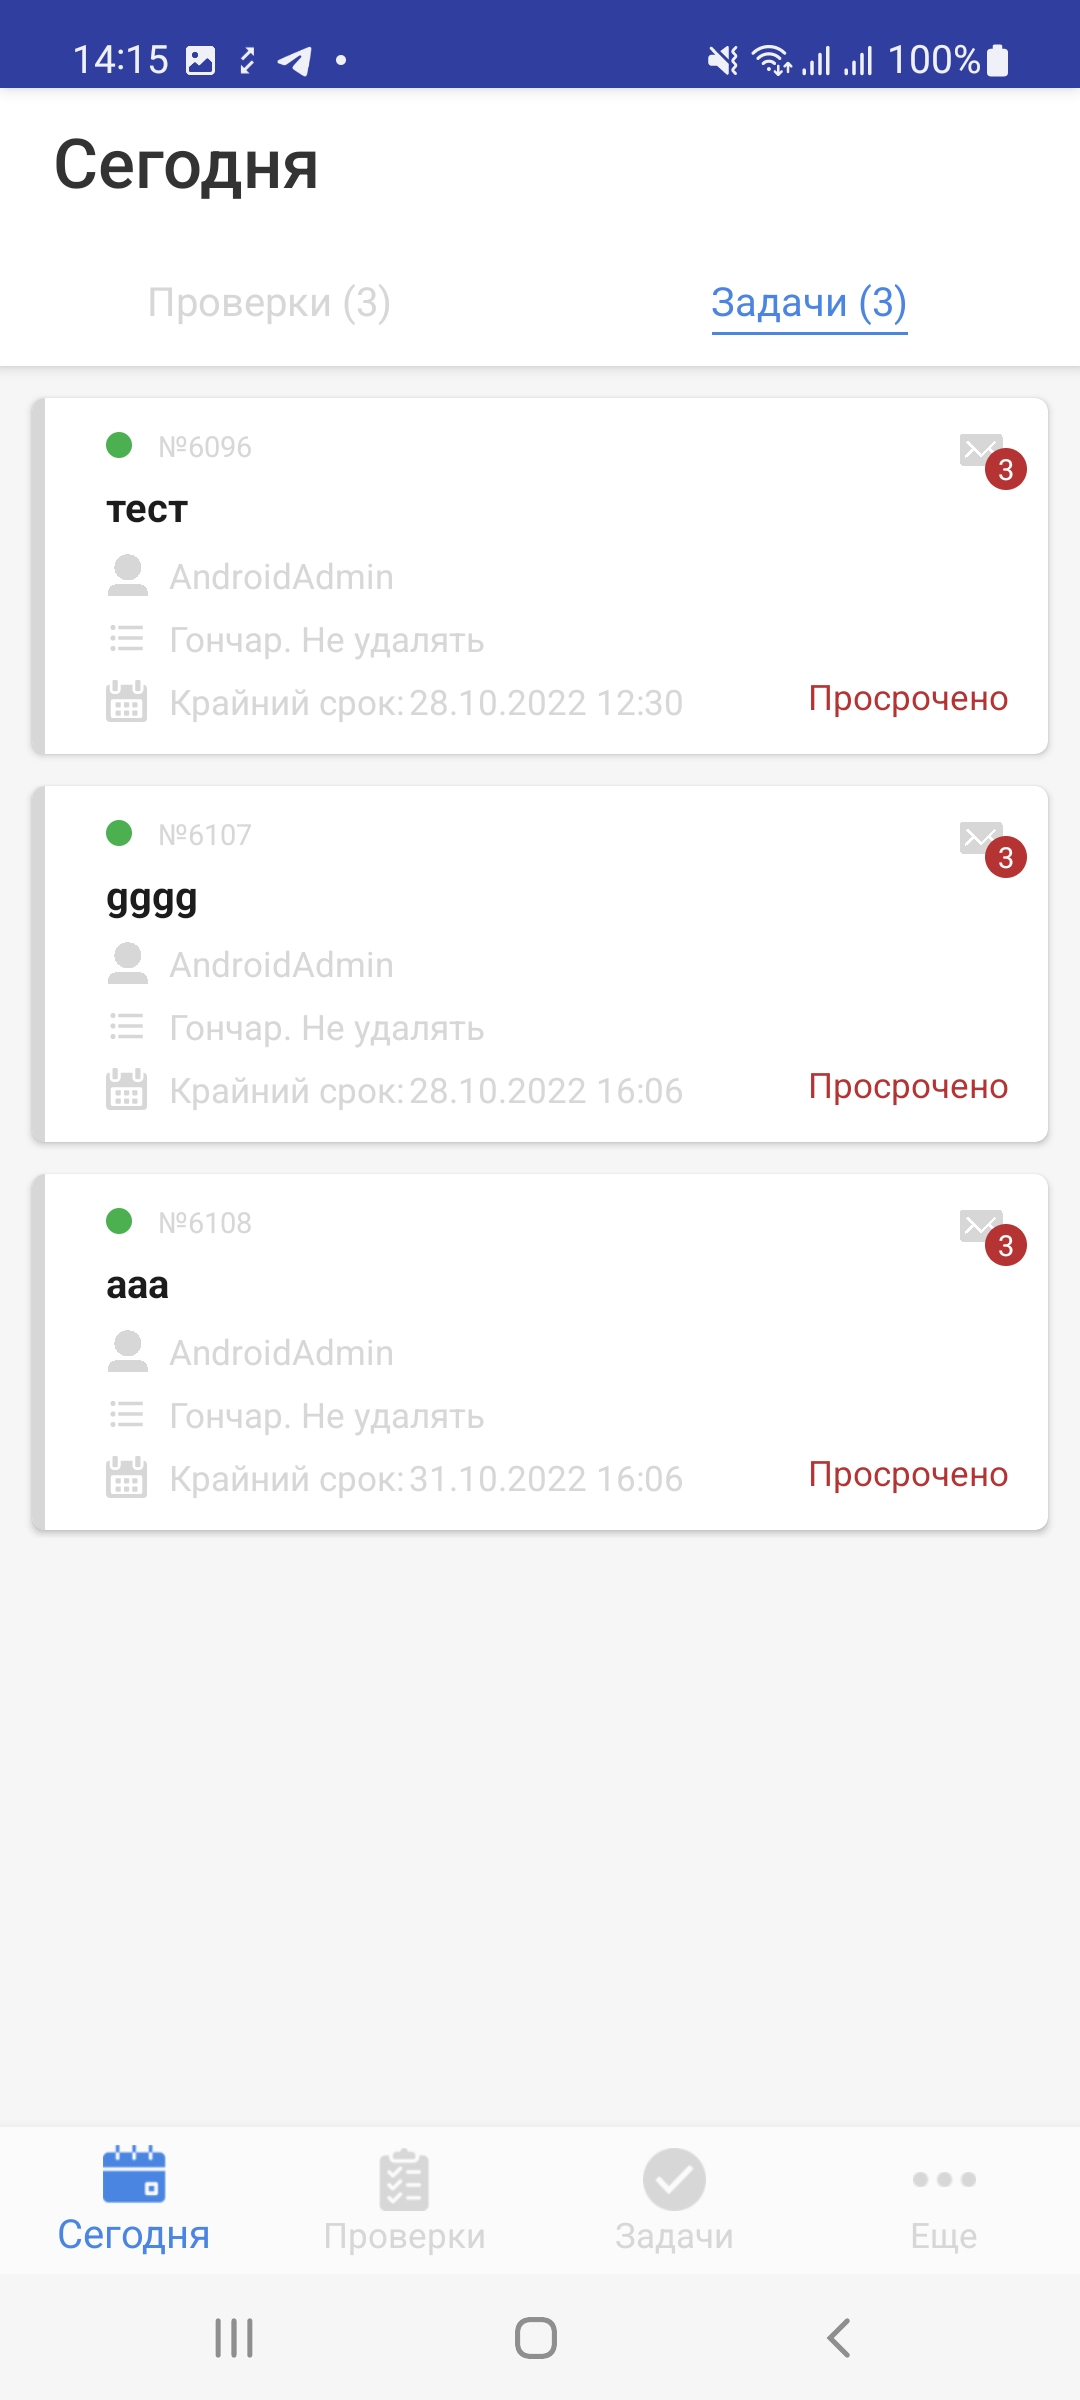 14:15 100%
Сегодня
Проверки (3) Задачи (3)
№6096 3
тест
AndroidAdmin
Гончар. Не удалять
Крайний срок: 28.10.2022 12:30 Просрочено
№6107 3
gggg
AndroidAdmin
Гончар. Не удалять
Крайний срок: 28.10.2022 16:06 Просрочено
№6108 3
ааа
AndroidAdmin
Гончар. Не удалять
Крайний срок: 31.10.2022 16:06 Просрочено
Сегодня Проверки Задачи Еще